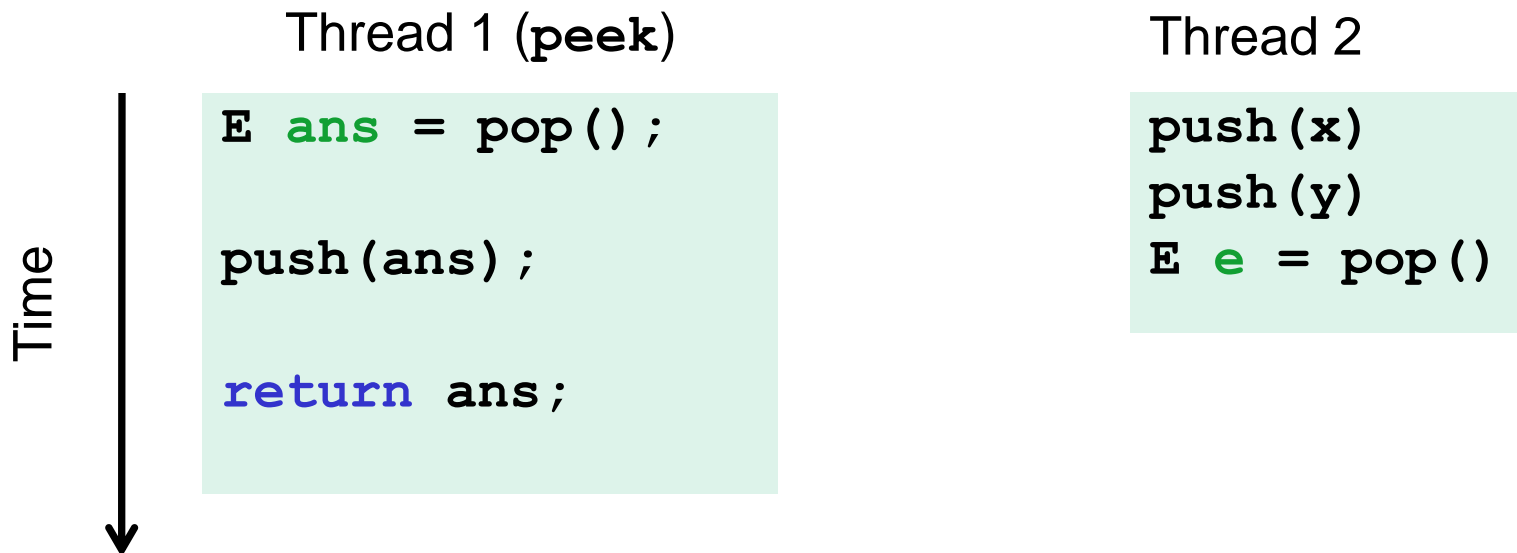 Thread 1 (peek)
E ans = pop();
push(ans);
return ans;
Thread 2
push(x)
push(y)
E e = pop()
Time